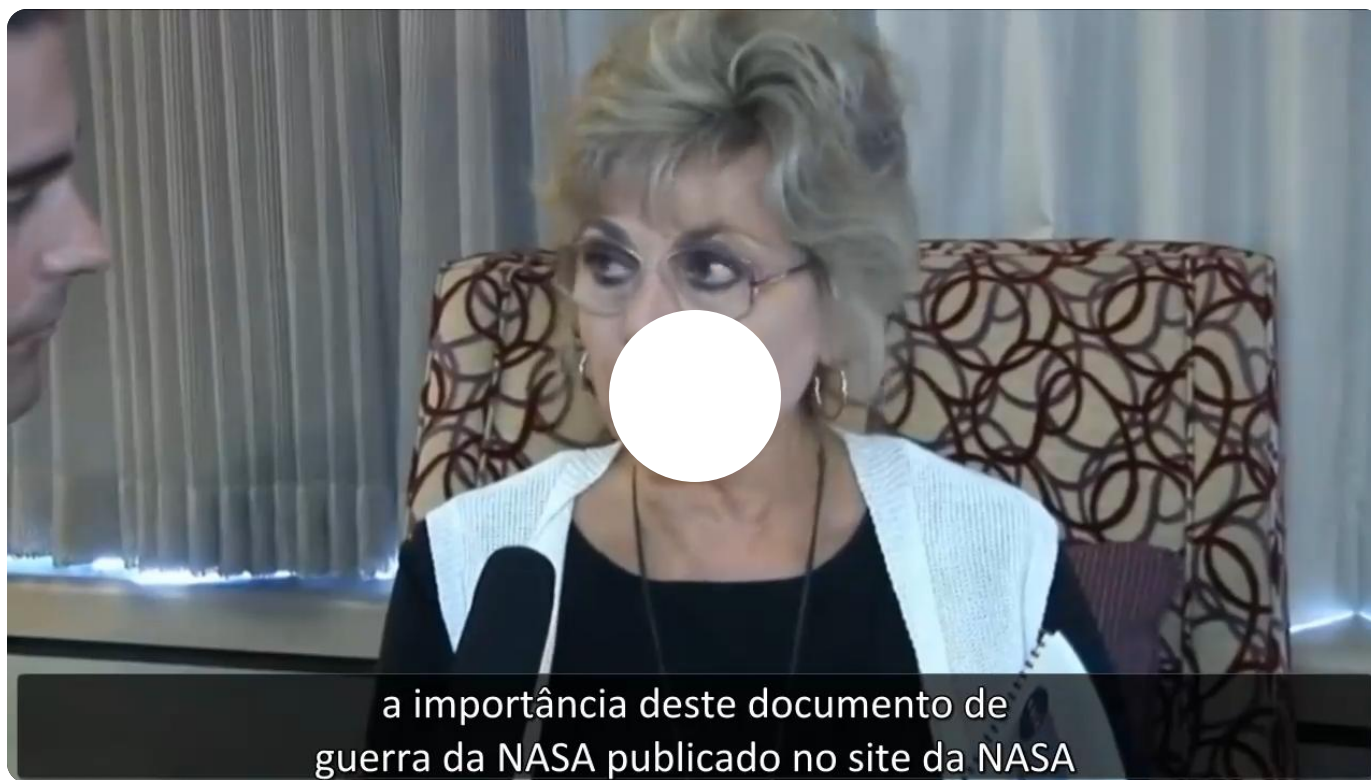 a importância deste documento de
guerra da NASA publicado no site da NASA